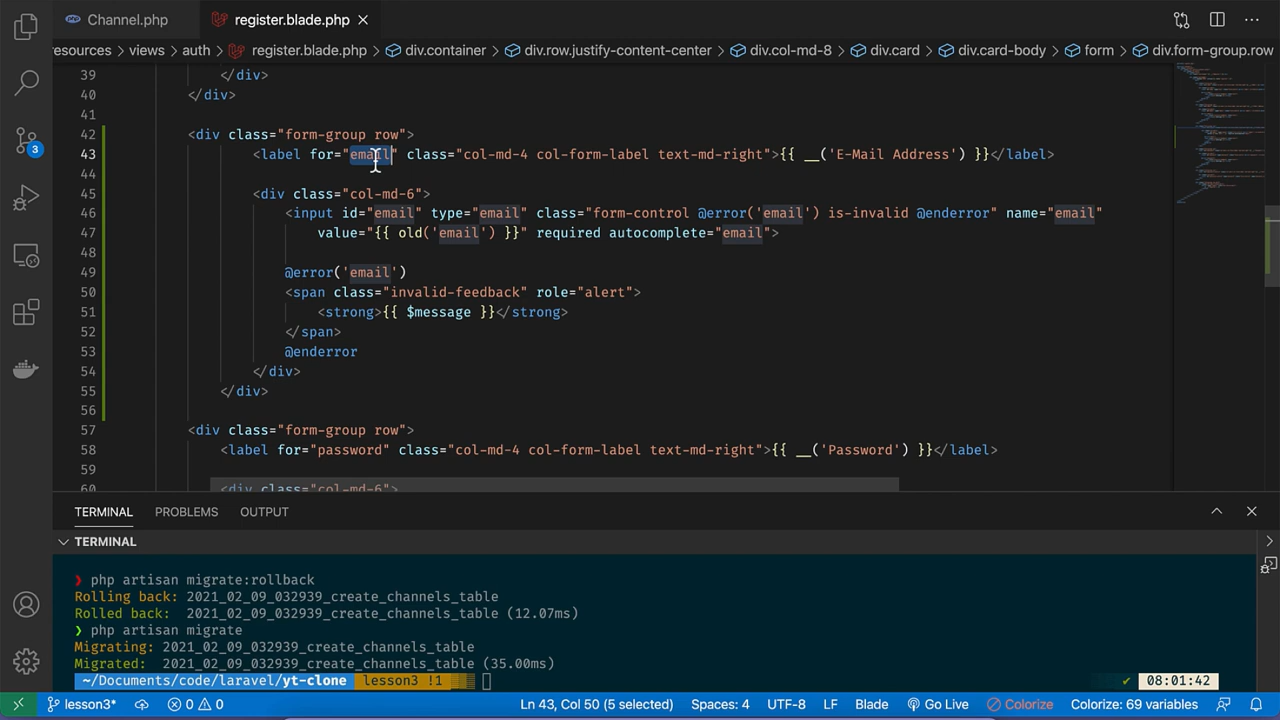 Channel.php register.blade.php
esources > views > auth > register.blade.php > div.container > div.row.justify-content-center > div.col-md-8 > div.card > div.card-body > form > div.form-group.row
39 </div>
40 </div>
41
42 <div class="form-group row">
43 <label for="email" class="col-md-4 col-form-label text-md-right">{{ __('E-Mail Address') }}</label>
44
45 <div class="col-md-6">
46 <input id="email" type="email" class="form-control @error('email') is-invalid @enderror" name="email"
47 value="{{ old('email') }}" required autocomplete="email">
48
49 @error('email')
50 <span class="invalid-feedback" role="alert">
51 <strong>{{ $message }}</strong>
52 </span>
53 @enderror
54 </div>
55 </div>
56
57 <div class="form-group row">
58 <label for="password" class="col-md-4 col-form-label text-md-right">{{ __('Password') }}</label>
59
60 <div class="col-md-6">
3
TERMINAL PROBLEMS OUTPUT
TERMINAL
❯ php artisan migrate:rollback
Rolling back: 2021_02_09_032939_create_channels_table
Rolled back: 2021_02_09_032939_create_channels_table (12.07ms)
❯ php artisan migrate
Migrating: 2021_02_09_032939_create_channels_table
Migrated: 2021_02_09_032939_create_channels_table (35.00ms)
~/Documents/code/laravel/yt-clone lesson3 !1 ✓ 08:01:42
lesson3* 0 0 Ln 43, Col 50 (5 selected) Spaces: 4 UTF-8 LF Blade Go Live Colorize Colorize: 69 variables